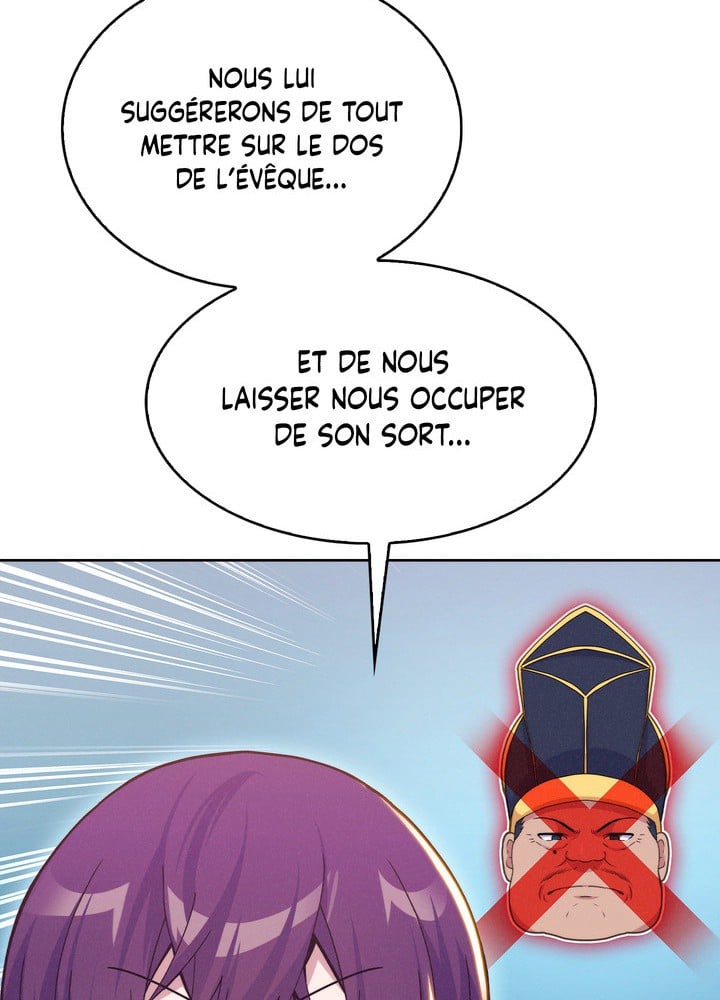 NOUS LUI
SUGGÉRERONS DE TOUT
METTRE SUR LE DOS
DE L'ÉVÊQUE...
ET DE NOUS
LAISSER NOUS OCCUPER
DE SON SORT...